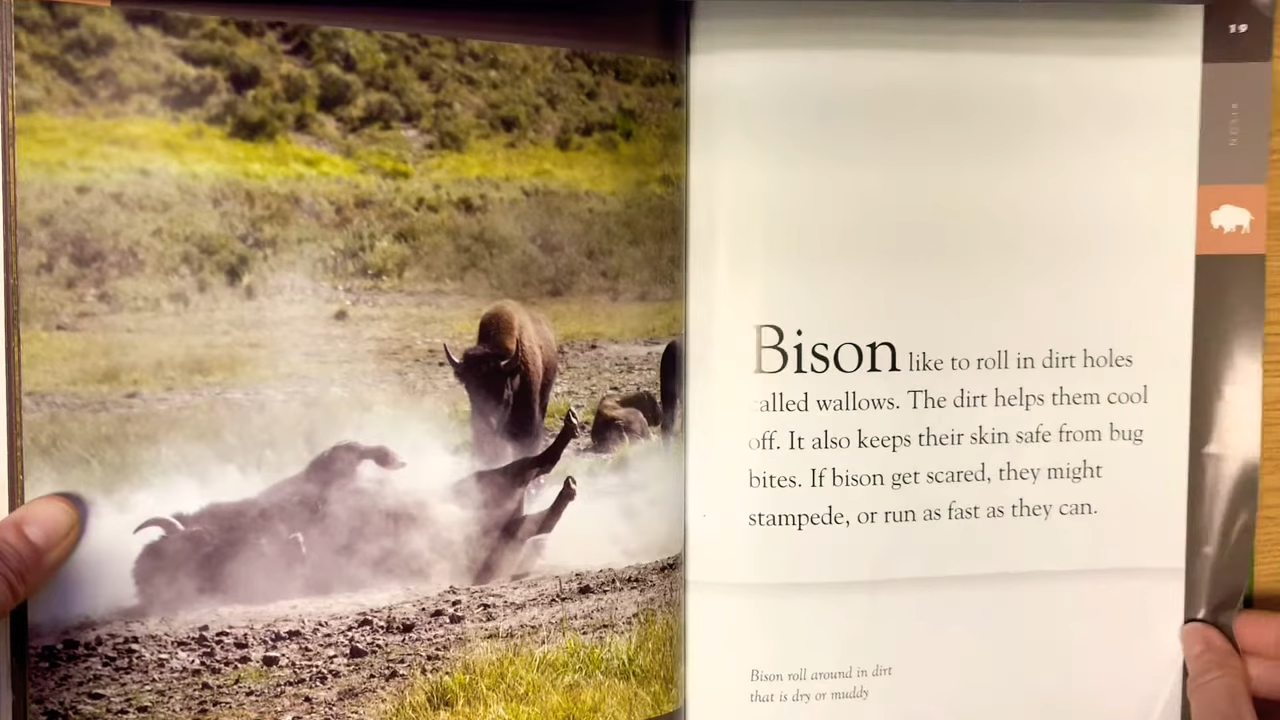 19
BISON
Bison like to roll in dirt holes
called wallows. The dirt helps them cool
off. It also keeps their skin safe from bug
bites. If bison get scared, they might
stampede, or run as fast as they can.
Bison roll around in dirt
that is dry or muddy